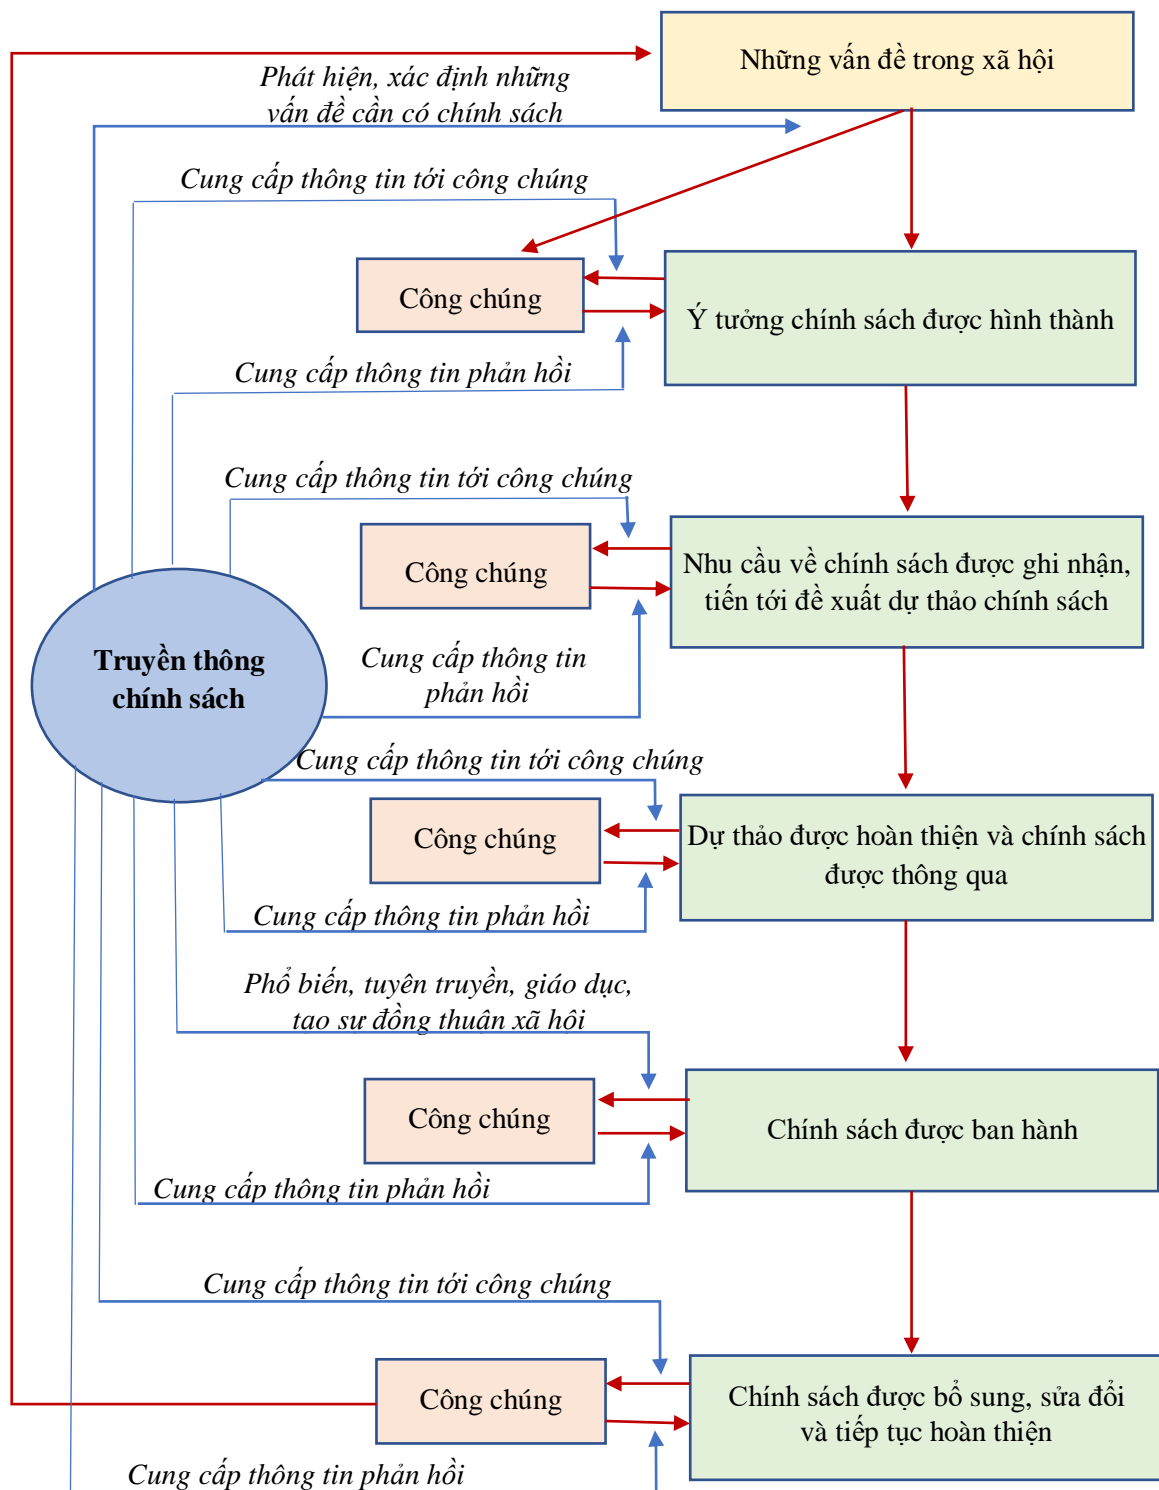 Những vấn đề trong xã hội
Phát hiện, xác định những
vấn đề cần có chính sách
Cung cấp thông tin tới công chúng
Công chúng
Ý tưởng chính sách được hình thành
Cung cấp thông tin phản hồi
Cung cấp thông tin tới công chúng
Công chúng
Nhu cầu về chính sách được ghi nhận,
tiến tới đề xuất dự thảo chính sách
Truyền thông
chính sách
Cung cấp thông tin
phản hồi
Cung cấp thông tin tới công chúng
Công chúng
Dự thảo được hoàn thiện và chính sách
được thông qua
Cung cấp thông tin phản hồi
Phổ biến, tuyên truyền, giáo dục,
tạo sự đồng thuận xã hội
Công chúng
Chính sách được ban hành
Cung cấp thông tin phản hồi
Cung cấp thông tin tới công chúng
Công chúng
Chính sách được bổ sung, sửa đổi
và tiếp tục hoàn thiện
Cung cấp thông tin phản hồi